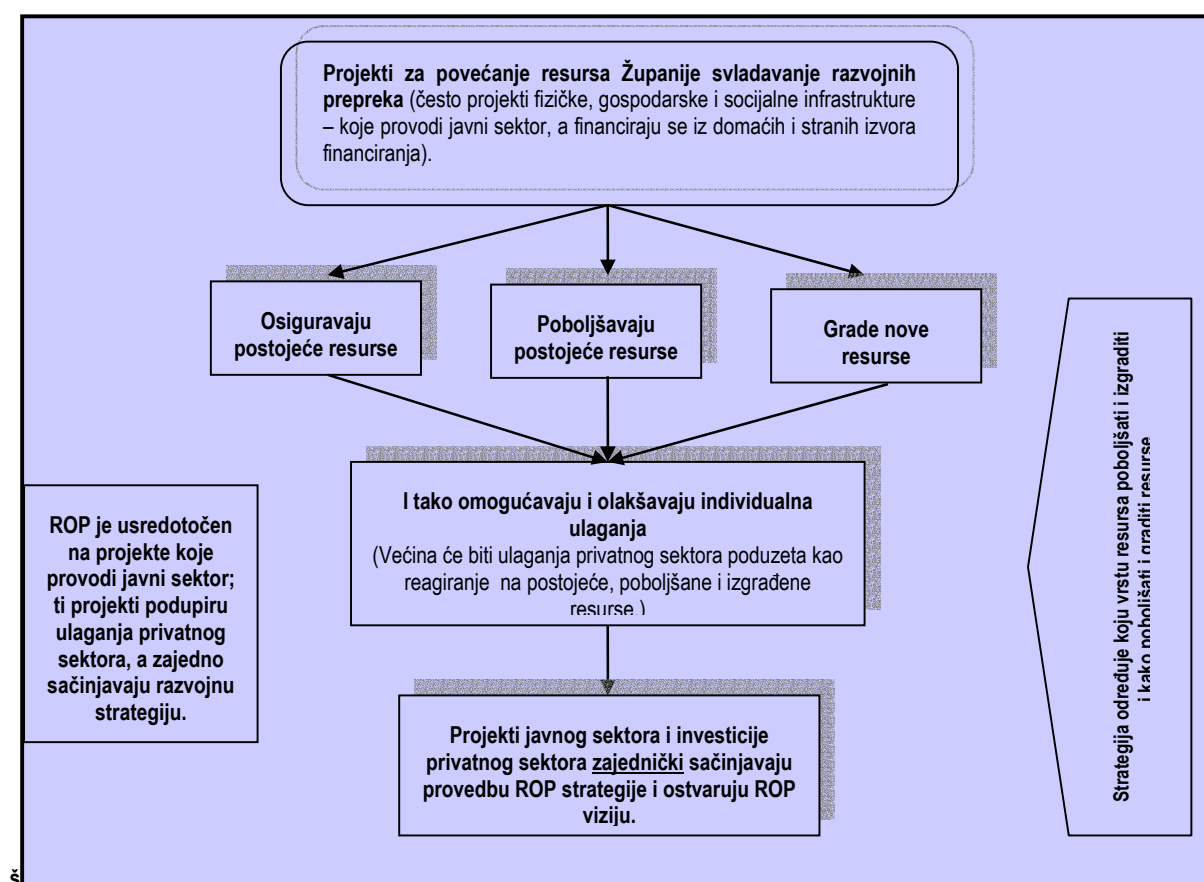 Projekti za povećanje resursa Županije svladavanje razvojnih
prepreka (često projekti fizičke, gospodarske i socijalne infrastrukture
– koje provodi javni sektor, a financiraju se iz domaćih i stranih izvora
financiranja).
Osiguravaju
postojeće resurse
Poboljšavaju
postojeće resurse
Grade nove
resurse
I tako omogućavaju i olakšavaju individualna
ulaganja
(Većina će biti ulaganja privatnog sektora poduzeta kao
reagiranje na postojeće, poboljšane i izgrađene
resurse.)
ROP je usredotočen
na projekte koje
provodi javni sektor;
ti projekti podupiru
ulaganja privatnog
sektora, a zajedno
sačinjavaju razvojnu
strategiju.
Projekti javnog sektora i investicije
privatnog sektora zajednički sačinjavaju
provedbu ROP strategije i ostvaruju ROP
viziju.
Strategija određuje koju vrstu resursa poboljšati i izgraditi
i kako poboljšati i graditi resurse
š